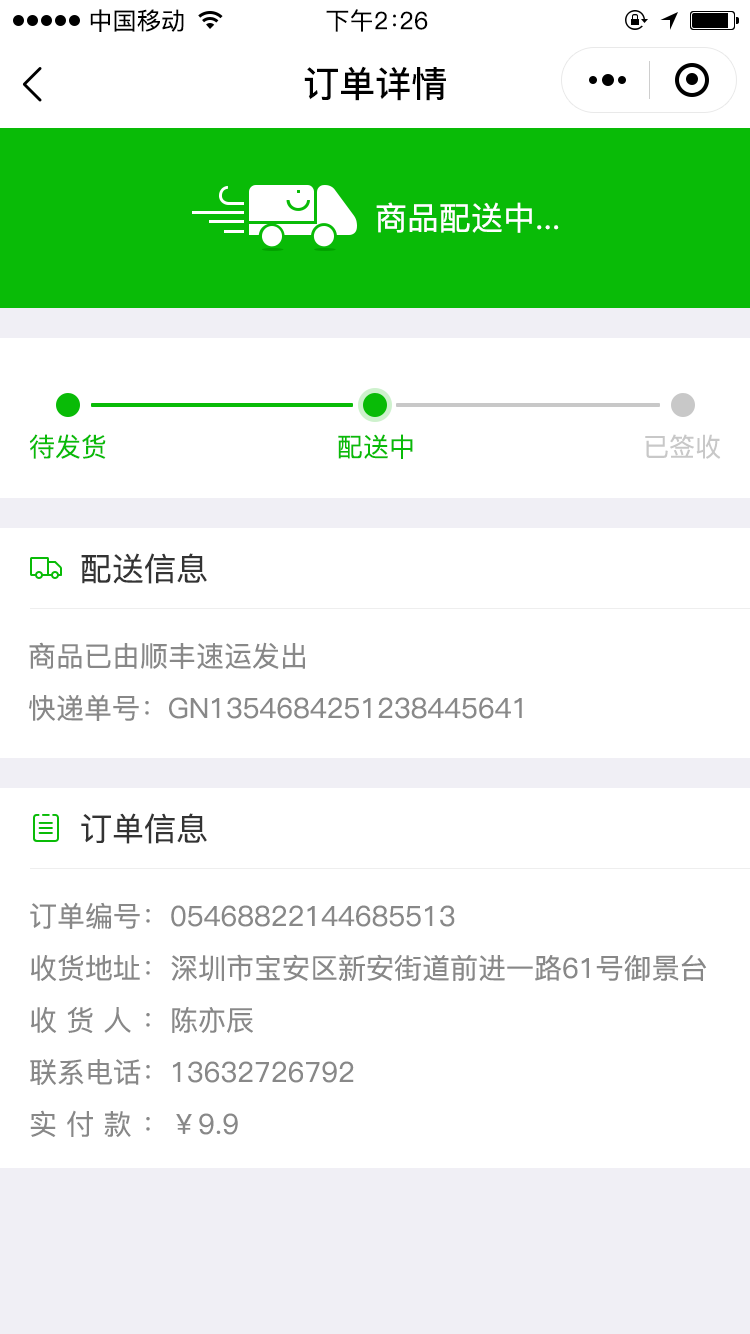 中国移动 下午2:26
订单详情
商品配送中...
待发货 配送中 已签收
配送信息
商品已由顺丰速运发出
快递单号：GN1354684251238445641
订单信息
订单编号：05468822144685513
收货地址：深圳市宝安区新安街道前进一路61号御景台
收 货 人 ：陈亦辰
联系电话：13632726792
实 付 款 ：￥9.9